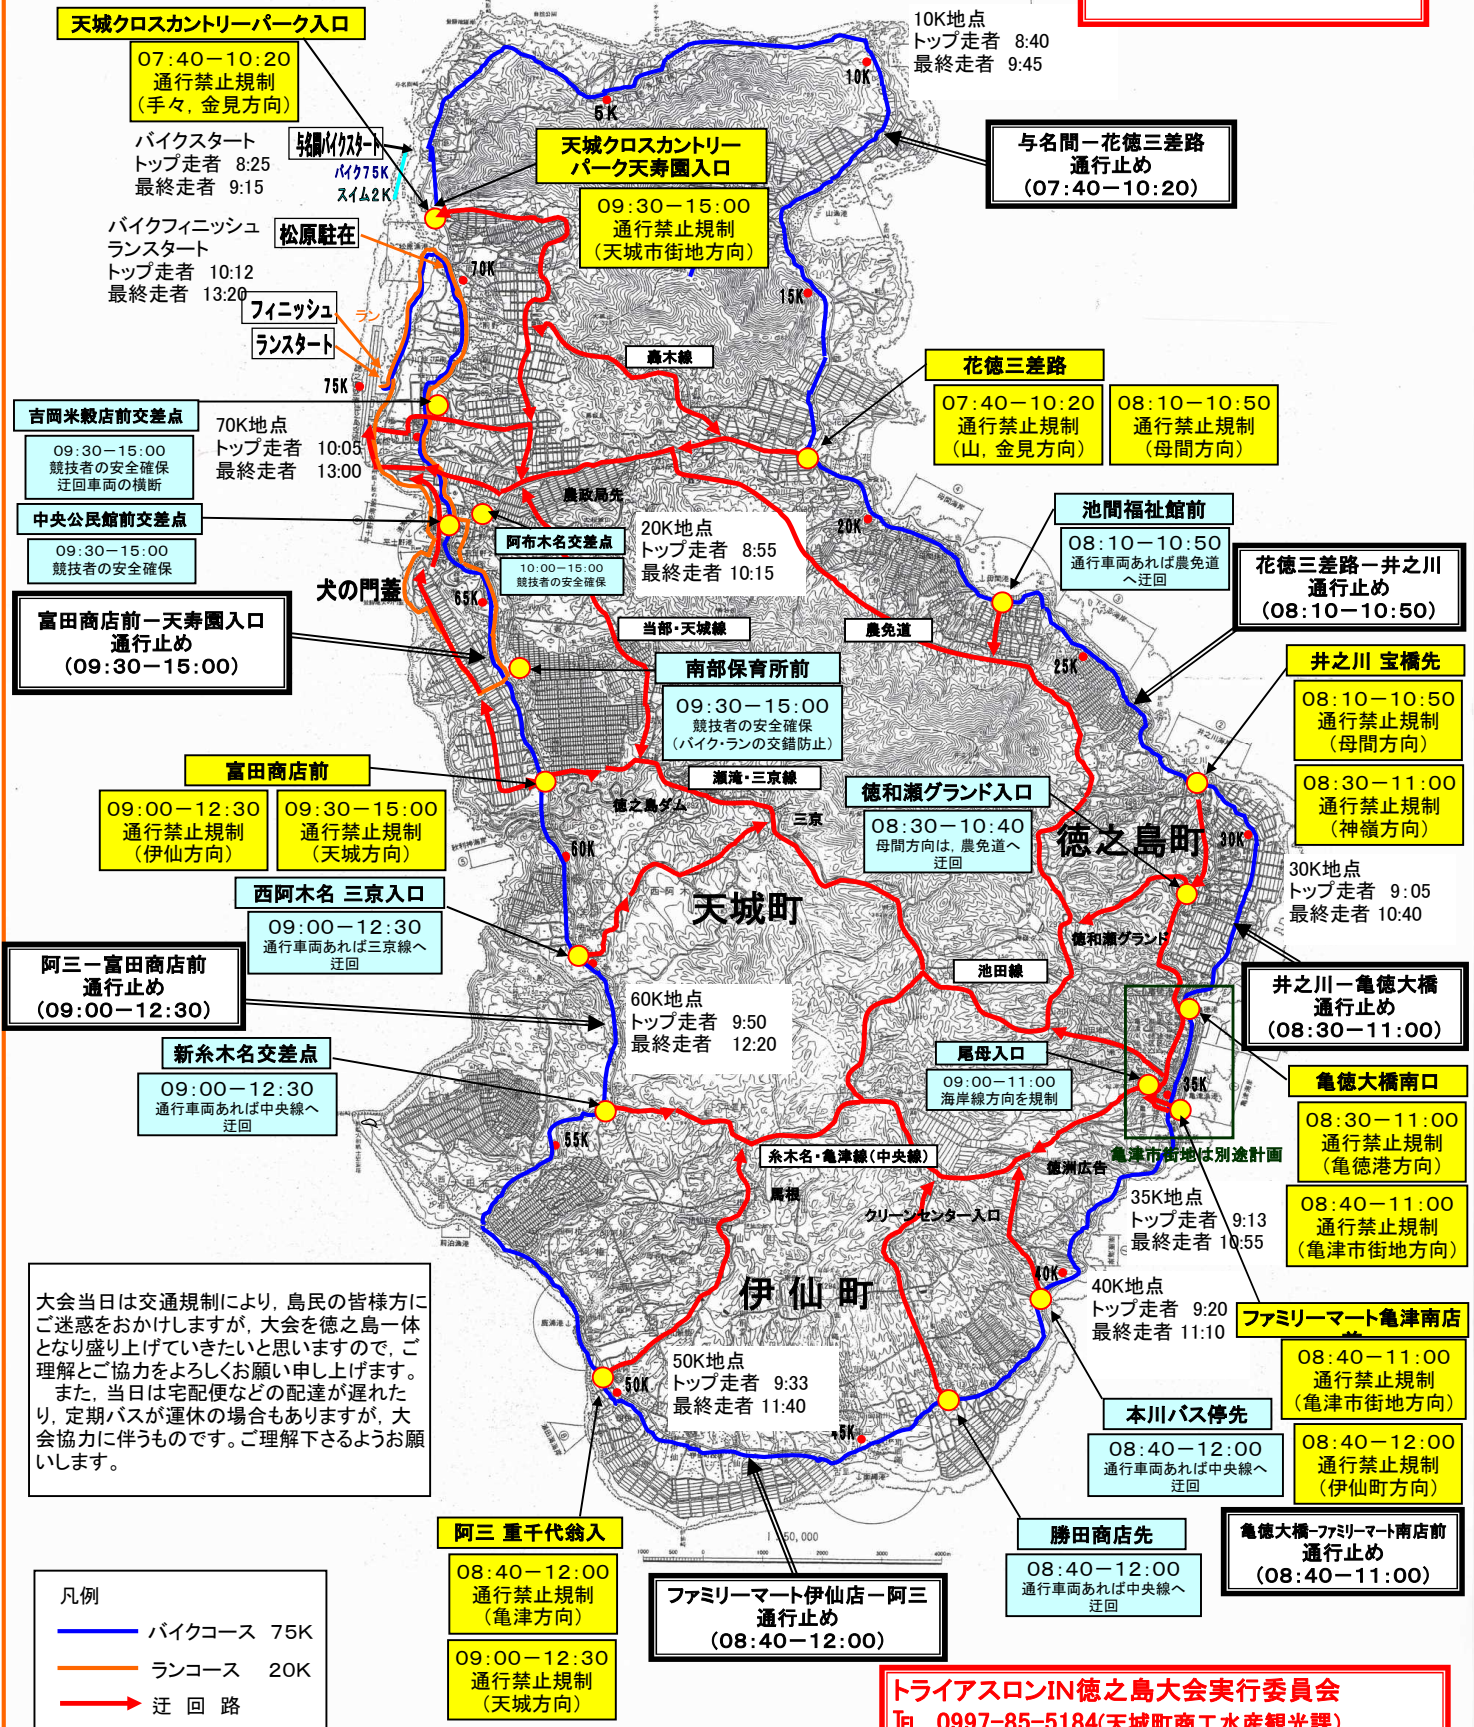 天城クロスカントリーパーク入口
07:40－10:20
通行禁止規制
(手々, 金見方向)
バイクスタート
トップ走者 8:25
最終走者 9:15
与名間バイクスタート
バイク75K
スイム2K
天城クロスカントリー
パーク天寿園入口
09:30－15:00
通行禁止規制
(天城市街地方向)
10K地点
トップ走者 8:40
最終走者 9:45
5K
10K
与名間－花徳三差路
通行止め
(07:40－10:20)
バイクフィニッシュ
ランスタート
トップ走者 10:12
最終走者 13:20
松原駐在
フィニッシュ
ラン
ランスタート
70K
15K
75K
轟木線
花徳三差路
07:40－10:20
通行禁止規制
(山, 金見方向)
08:10－10:50
通行禁止規制
(母間方向)
吉岡米穀店前交差点
09:30－15:00
競技者の安全確保
迂回車両の横断
70K地点
トップ走者 10:05
最終走者 13:00
中央公民館前交差点
09:30－15:00
競技者の安全確保
農政局先
阿布木名交差点
10:00－15:00
競技者の安全確保
20K地点
トップ走者 8:55
最終走者 10:15
20K
池間福祉館前
08:10－10:50
通行車両あれば農免道
へ迂回
花徳三差路－井之川
通行止め
(08:10－10:50)
犬の門蓋
65K
富田商店前－天寿園入口
通行止め
(09:30－15:00)
当部・天城線
農免道
25K
南部保育所前
09:30－15:00
競技者の安全確保
(バイク・ランの交錯防止)
井之川 宝橋先
08:10－10:50
通行禁止規制
(母間方向)
08:30－11:00
通行禁止規制
(神嶺方向)
富田商店前
09:00－12:30
通行禁止規制
(伊仙方向)
09:30－15:00
通行禁止規制
(天城方向)
瀬滝・三京線
徳之島ダム
三京
徳和瀬グランド入口
08:30－10:40
母間方向は, 農免道へ
迂回
徳之島町
30K
30K地点
トップ走者 9:05
最終走者 10:40
60K
西阿木名 三京入口
09:00－12:30
通行車両あれば三京線へ
迂回
天城町
徳和瀬グランド
阿三－富田商店前
通行止め
(09:00－12:30)
池田線
井之川－亀徳大橋
通行止め
(08:30－11:00)
60K地点
トップ走者 9:50
最終走者 12:20
新糸木名交差点
09:00－12:30
通行車両あれば中央線へ
迂回
尾母入口
09:00－11:00
海岸線方向を規制
35K
亀徳大橋南口
08:30－11:00
通行禁止規制
(亀徳港方向)
08:40－11:00
通行禁止規制
(亀津市街地方向)
55K
糸木名・亀津線(中央線)
亀津市街地は別途計画
徳洲広告
馬根
クリーンセンター入口
35K地点
トップ走者 9:13
最終走者 10:55
伊仙町
40K
40K地点
トップ走者 9:20
最終走者 11:10
ファミリーマート亀津南店
08:40－11:00
通行禁止規制
(亀津市街地方向)
08:40－12:00
通行禁止規制
(伊仙町方向)
大会当日は交通規制により, 島民の皆様方に
ご迷惑をおかけしますが, 大会を徳之島一体
となり盛り上げていきたいと思いますので, ご
理解とご協力をよろしくお願い申し上げます。
また, 当日は宅配便などの配達が遅れた
り, 定期バスが運休の場合もありますが, 大
会協力に伴うものです。ご理解下さるようお願
いします。
50K地点
トップ走者 9:33
最終走者 11:40
50K
45K
本川バス停先
08:40－12:00
通行車両あれば中央線へ
迂回
亀徳大橋-ファミリーマート南店前
通行止め
(08:40－11:00)
阿三 重千代翁入
08:40－12:00
通行禁止規制
(亀津方向)
09:00－12:30
通行禁止規制
(天城方向)
勝田商店先
08:40－12:00
通行車両あれば中央線へ
迂回
ファミリーマート伊仙店－阿三
通行止め
(08:40－12:00)
凡例
バイクコース 75K
ランコース 20K
迂回路
トライアスロンIN徳之島大会実行委員会
℡ 0997-85-5184(天城町商工水産観光課)